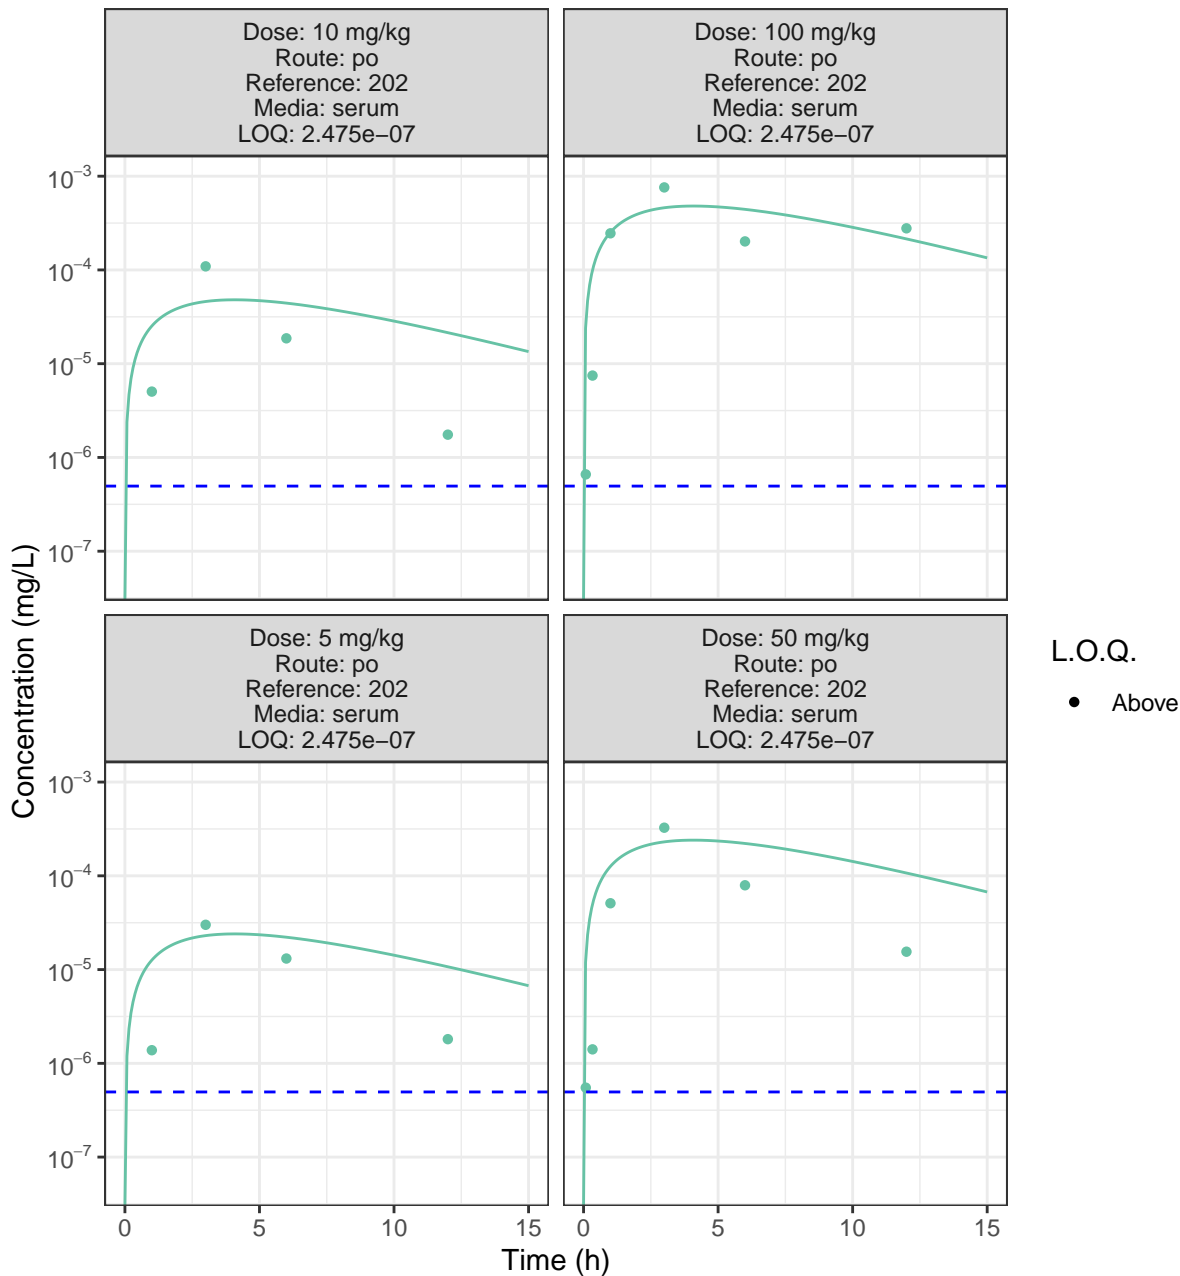 Dose: 10 mg/kg
Route: po
Reference: 202
Media: serum
LOQ: 2.475e−07
Dose: 100 mg/kg
Route: po
Reference: 202
Media: serum
LOQ: 2.475e−07
10⁻³
10⁻⁴
10⁻⁵
10⁻⁶
10⁻⁷
Concentration (mg/L)
Dose: 5 mg/kg
Route: po
Reference: 202
Media: serum
LOQ: 2.475e−07
Dose: 50 mg/kg
Route: po
Reference: 202
Media: serum
LOQ: 2.475e−07
10⁻³
10⁻⁴
10⁻⁵
10⁻⁶
10⁻⁷
0 5 10 15
0 5 10 15
Time (h)
L.O.Q.
Above